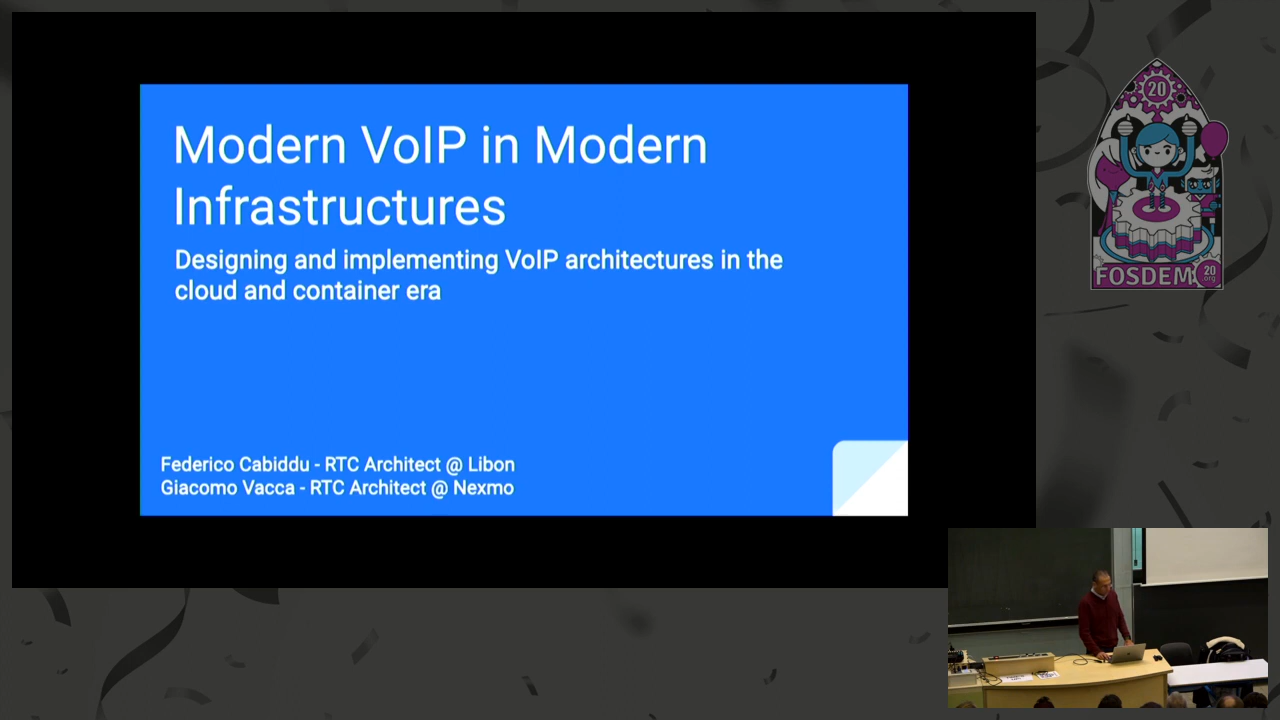 Modern VoIP in Modern
Infrastructures
Designing and implementing VoIP architectures in the
cloud and container era
Federico Cabiddu - RTC Architect @ Libon
Giacomo Vacca - RTC Architect @ Nexmo
20
FOSDEM
20
org